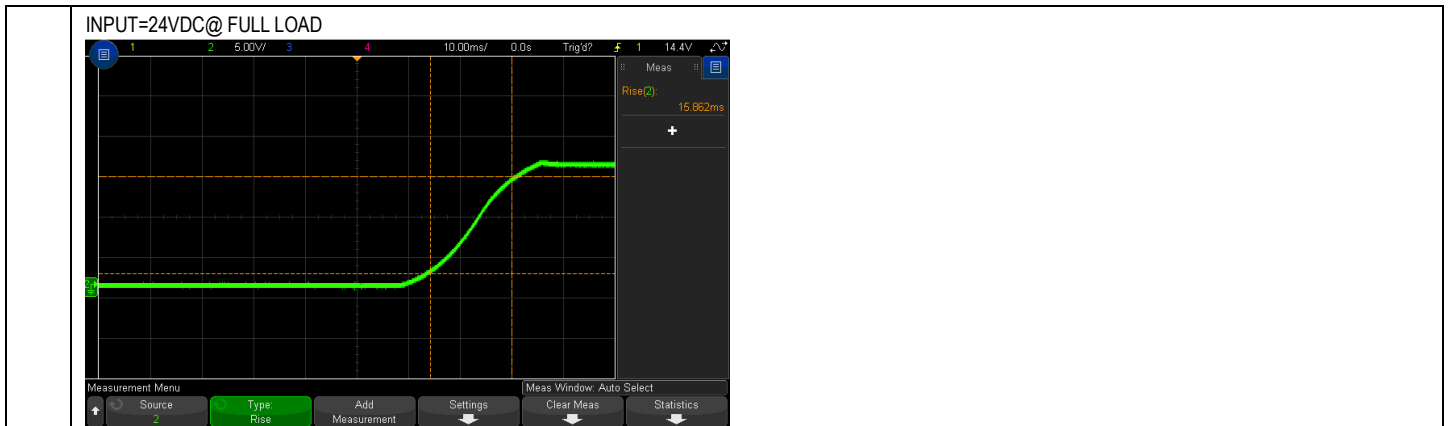 INPUT=24VDC@ FULL LOAD
1 2 5.00V/ 3 4 10.00ms/ 0.0s Trig'd? 1 14.4V
Meas
Rise(2):
15.862ms
Measurement Menu
Meas Window: Auto Select
Source
2
Type:
Rise
Add
Measurement
Settings
Clear Meas
Statistics